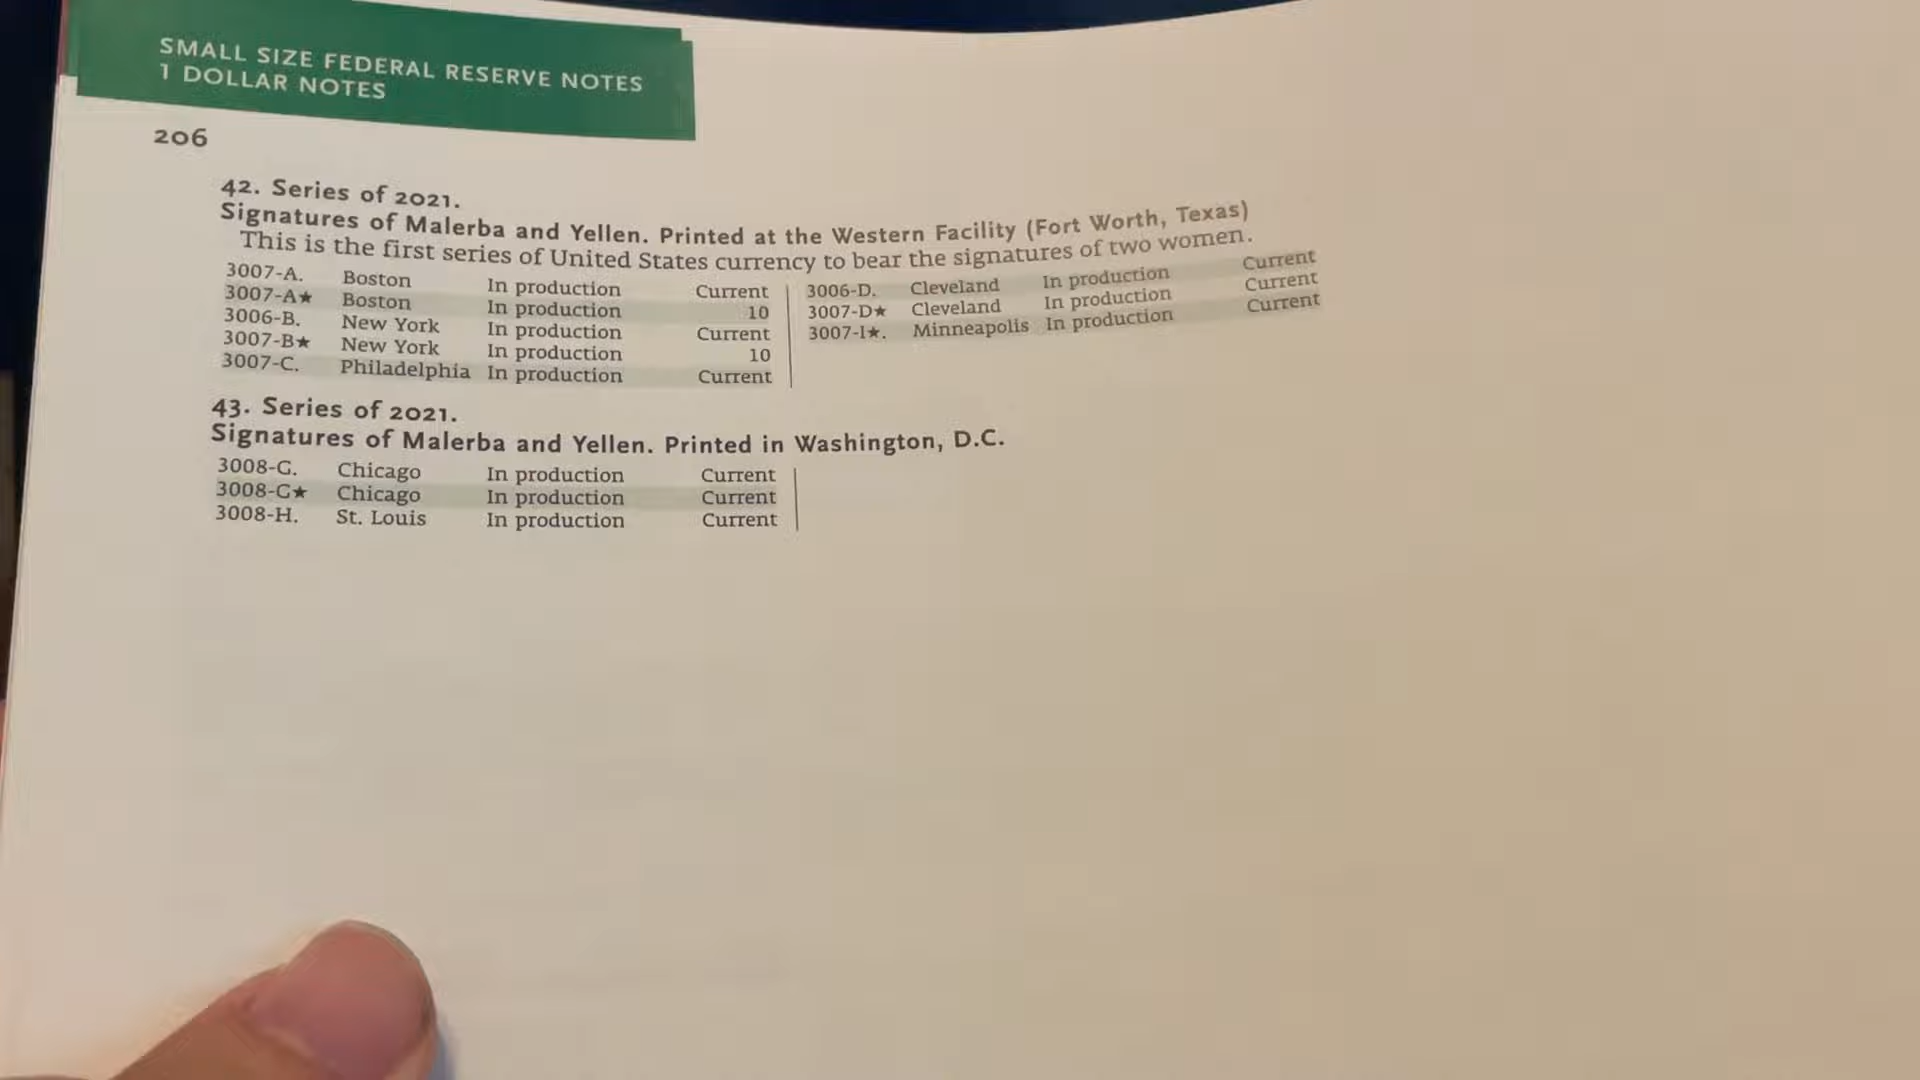 SMALL SIZE FEDERAL RESERVE NOTES
1 DOLLAR NOTES
206
42. Series of 2021.
Signatures of Malerba and Yellen. Printed at the Western Facility (Fort Worth, Texas)
This is the first series of United States currency to bear the signatures of two women.
3007-A. Boston In production Current
3007-A★ Boston In production 10
3006-B. New York In production Current
3007-B★ New York In production 10
3007-C. Philadelphia In production Current
3006-D. Cleveland In production Current
3007-D★ Cleveland In production Current
3007-I★. Minneapolis In production Current
43. Series of 2021.
Signatures of Malerba and Yellen. Printed in Washington, D.C.
3008-G. Chicago In production Current
3008-G★ Chicago In production Current
3008-H. St. Louis In production Current